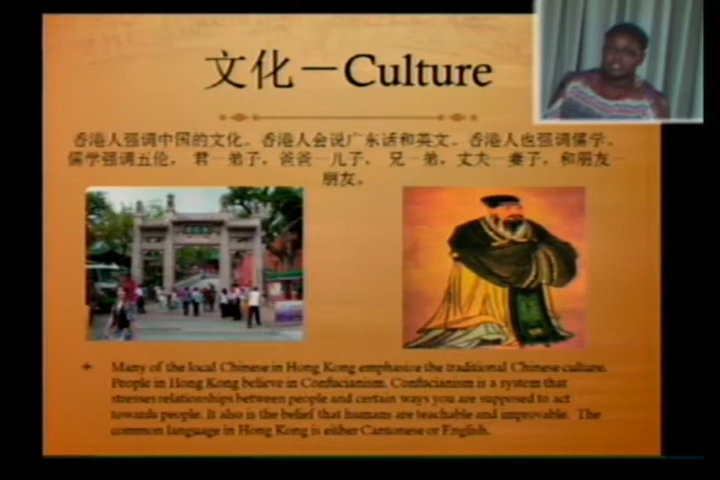 文化－Culture
香港人强调中国的文化。香港人会说广东话和英文。香港人也强调儒学。
儒学强调五伦， 君－弟子，爸爸－儿子， 兄－弟，丈夫－妻子，和朋友－
朋友。
Many of the local Chinese in Hong Kong emphasize the traditional Chinese culture.
People in Hong Kong believe in Confucianism. Confucianism is a system that
stresses relationships between people and certain ways you are supposed to act
towards people. It also is the belief that humans are teachable and improvable. The
common language in Hong Kong is either Cantonese or English.